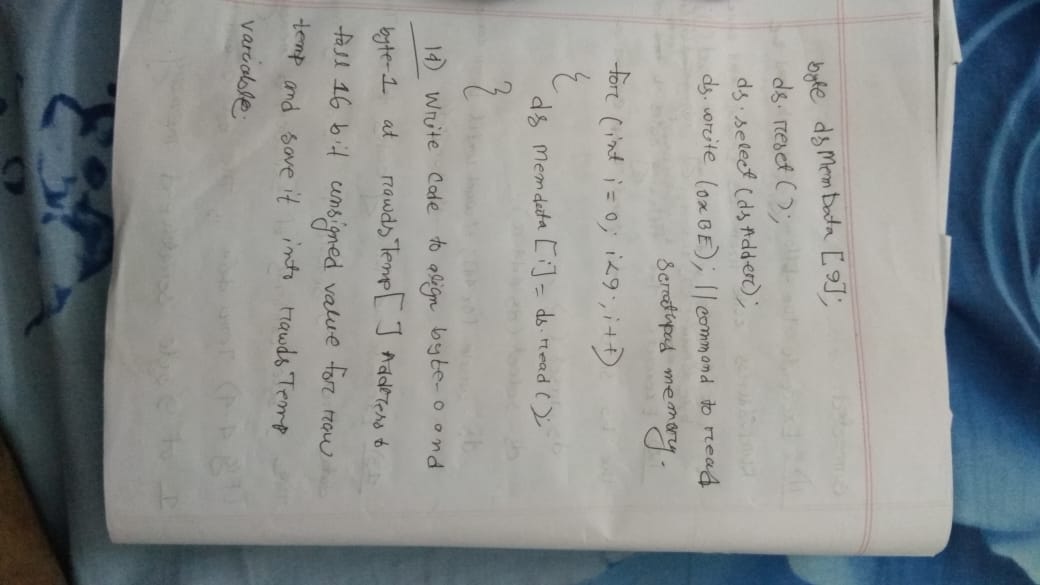 byte dsMemData [9];
ds.reset ();
ds.select (dsAdder);
ds.write (0xBE); // command to read
scratchpad memory.
for (int i = 0; i<9; i++)
{
ds Memdata [i] = ds.read ();
}
1d) Write code to align byte-0 and
byte-1 at rawdsTemp[ ] Address
16 bit unsigned value for raw
temp and save it into rawdsTemp
variable.